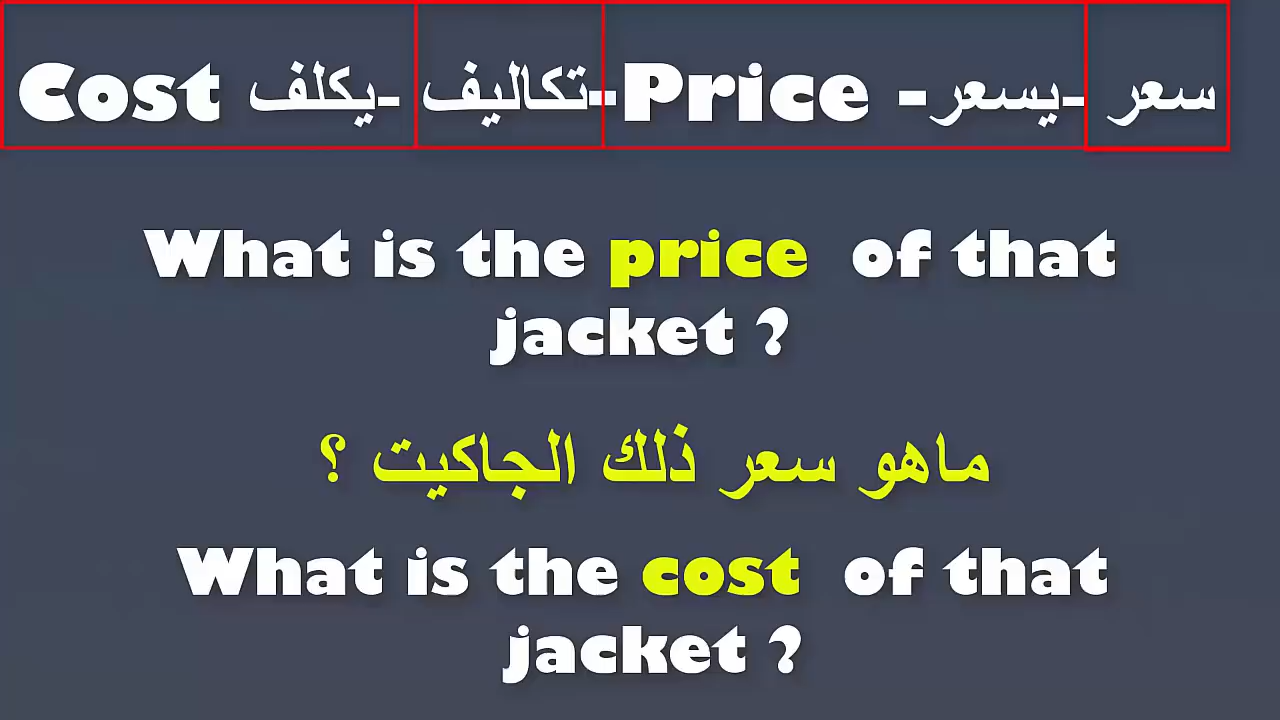 Cost يكلف- تكاليف-Price -يسعر- سعر
What is the price of that
jacket ?
ماهو سعر ذلك الجاكيت ؟
What is the cost of that
jacket ?